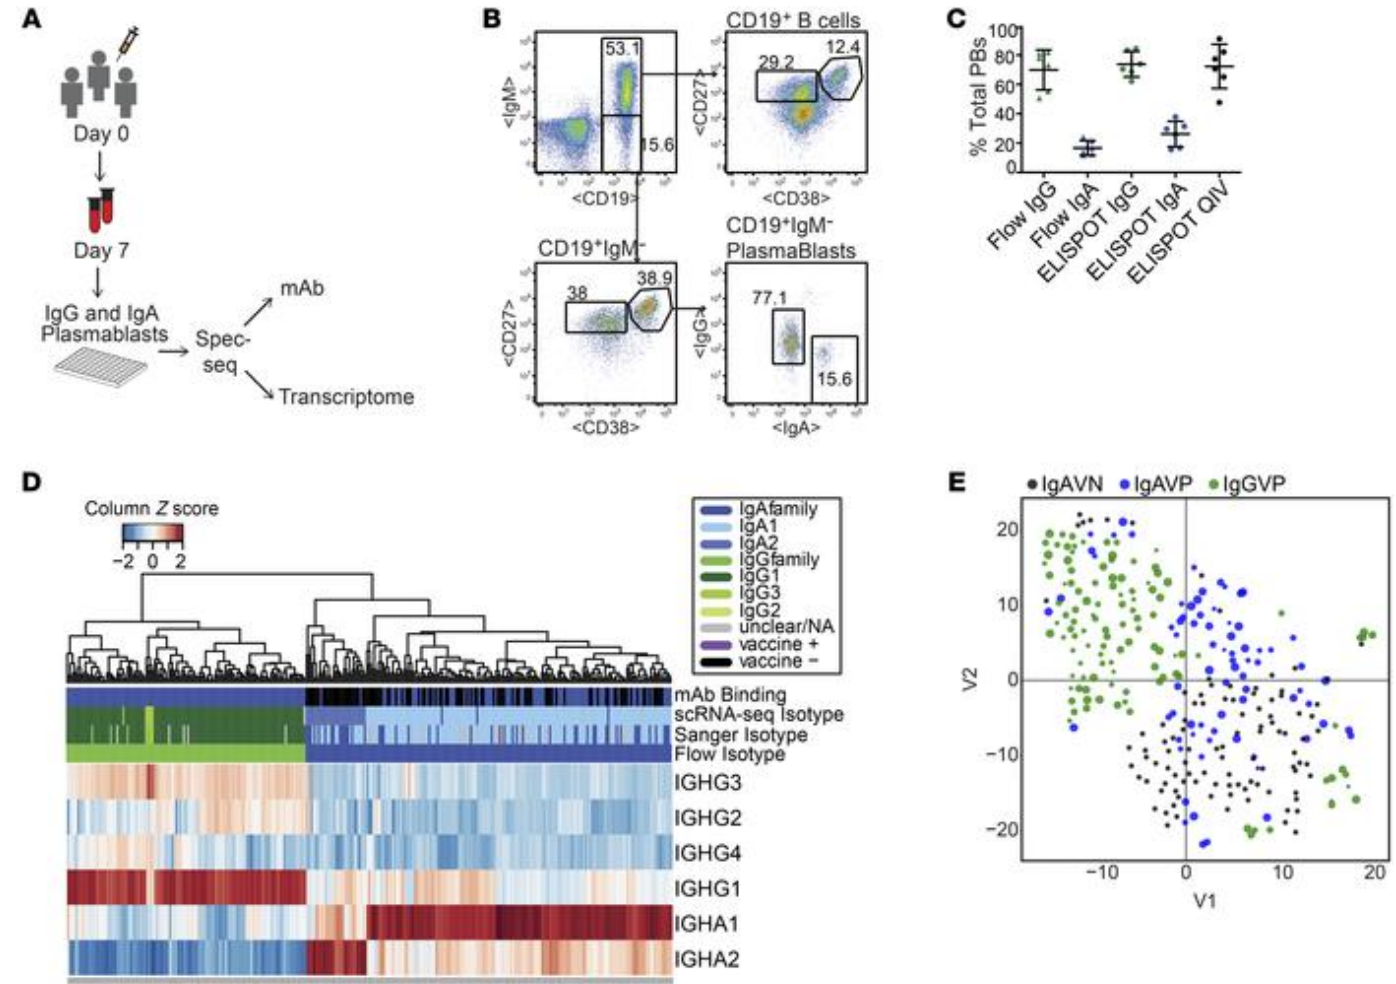 A
Day 0
Day 7
IgG and IgA
Plasmablasts
Spec-
seq
mAb
Transcriptome
B
CD19+ B cells
53.1
15.6
<IgM>
<CD19>
29.2
12.4
<CD27>
<CD38>
CD19+IgM-
38
38.9
<CD27>
<CD38>
CD19+IgM-
PlasmaBlasts
77.1
15.6
<IgG>
<IgA>
C
% Total PBs
100
80
60
40
20
0
Flow IgG
Flow IgA
ELISPOT IgG
ELISPOT IgA
ELISPOT QIV
D
Column Z score
−2 0 2
IgAfamily
IgA1
IgA2
IgGfamily
IgG1
IgG3
IgG2
unclear/NA
vaccine +
vaccine −
mAb Binding
scRNA-seq Isotype
Sanger Isotype
Flow Isotype
IGHG3
IGHG2
IGHG4
IGHG1
IGHA1
IGHA2
E
IgAVN IgAVP IgGVP
V2
20
10
0
−10
−20
−10 0 10 20
V1